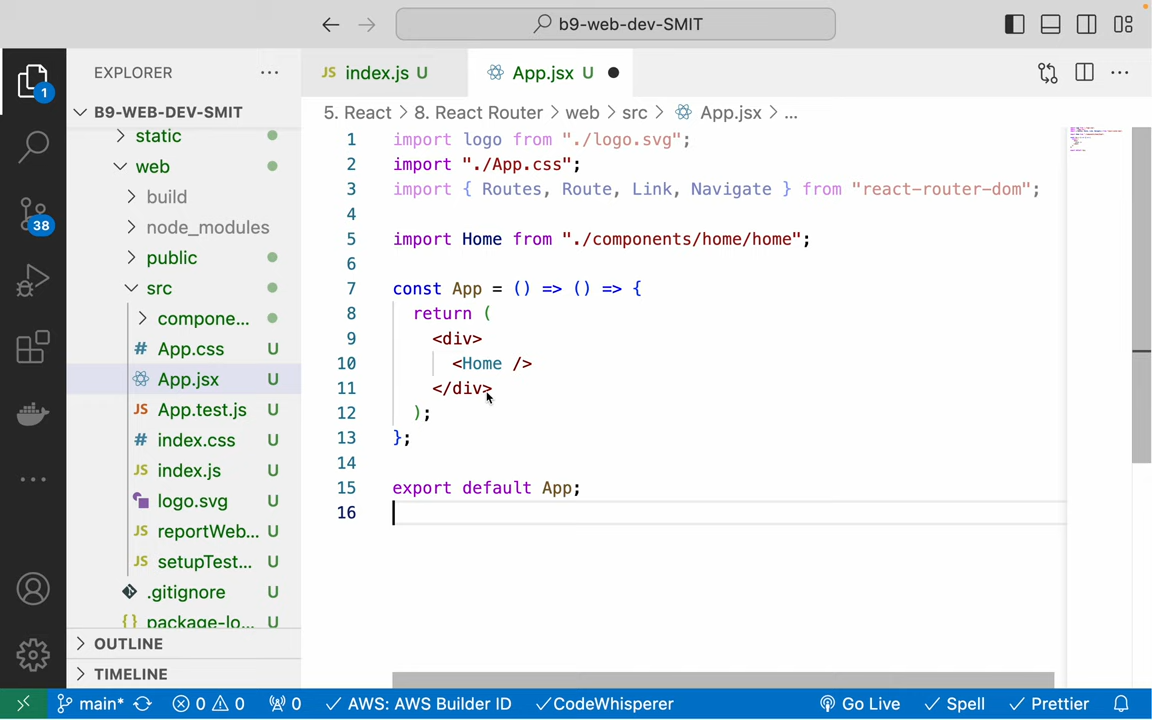 b9-web-dev-SMIT
EXPLORER
JS index.js U
App.jsx U
B9-WEB-DEV-SMIT
5. React > 8. React Router > web > src > App.jsx > ...
static
web
build
node_modules
public
src
compone...
# App.css U
App.jsx U
JS App.test.js U
# index.css U
JS index.js U
logo.svg U
JS reportWeb... U
JS setupTest... U
.gitignore U
{} package-lo... U
OUTLINE
TIMELINE
1
38
1 import logo from "./logo.svg";
2 import "./App.css";
3 import { Routes, Route, Link, Navigate } from "react-router-dom";
4
5 import Home from "./components/home/home";
6
7 const App = () => () => {
8 return (
9 <div>
10 <Home />
11 </div>
12 );
13 };
14
15 export default App;
16
main* 0 0 0 AWS: AWS Builder ID CodeWhisperer Go Live Spell Prettier